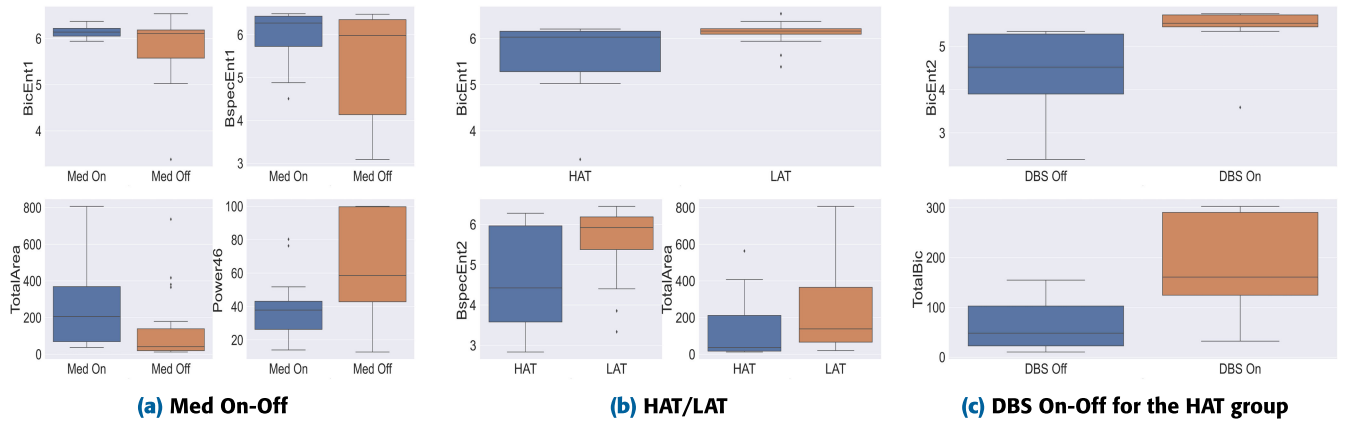 BicEnt1
6
5
4
Med On
Med Off
BspecEnt1
6
5
4
3
Med On
Med Off
TotalArea
800
600
400
200
0
Med On
Med Off
Power46
100
80
60
40
20
Med On
Med Off
(a) Med On-Off
BicEnt1
6
5
4
HAT
LAT
BspecEnt2
6
5
4
3
HAT
LAT
TotalArea
800
600
400
200
0
HAT
LAT
(b) HAT/LAT
BicEnt2
5
4
3
DBS Off
DBS On
TotalBic
300
200
100
0
DBS Off
DBS On
(c) DBS On-Off for the HAT group